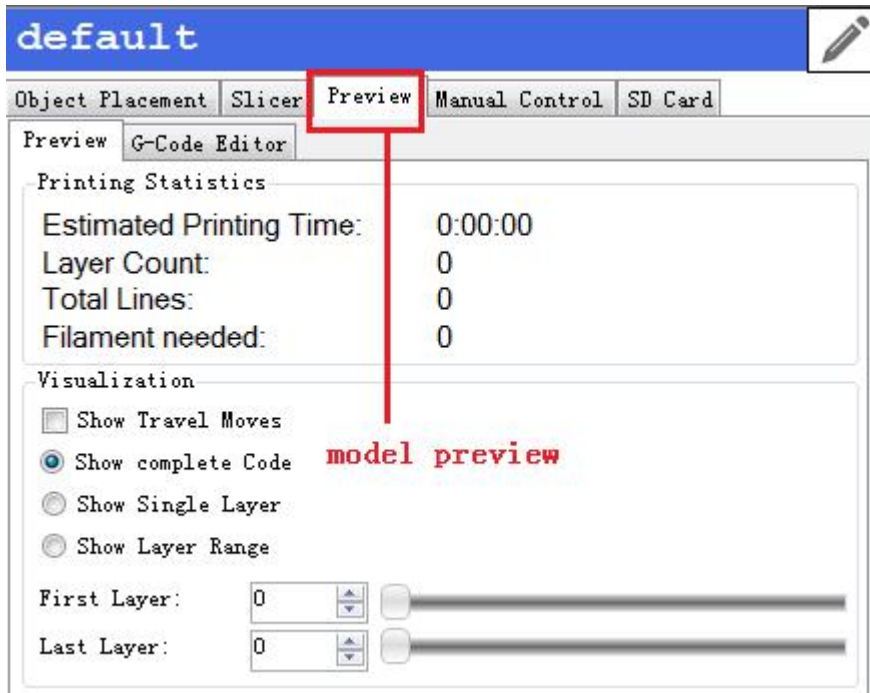 default
Object Placement Slicer Preview Manual Control SD Card
Preview G-Code Editor
Printing Statistics
Estimated Printing Time: 0:00:00
Layer Count: 0
Total Lines: 0
Filament needed: 0
Visualization
Show Travel Moves
Show complete Code
model preview
Show Single Layer
Show Layer Range
First Layer: 0
Last Layer: 0